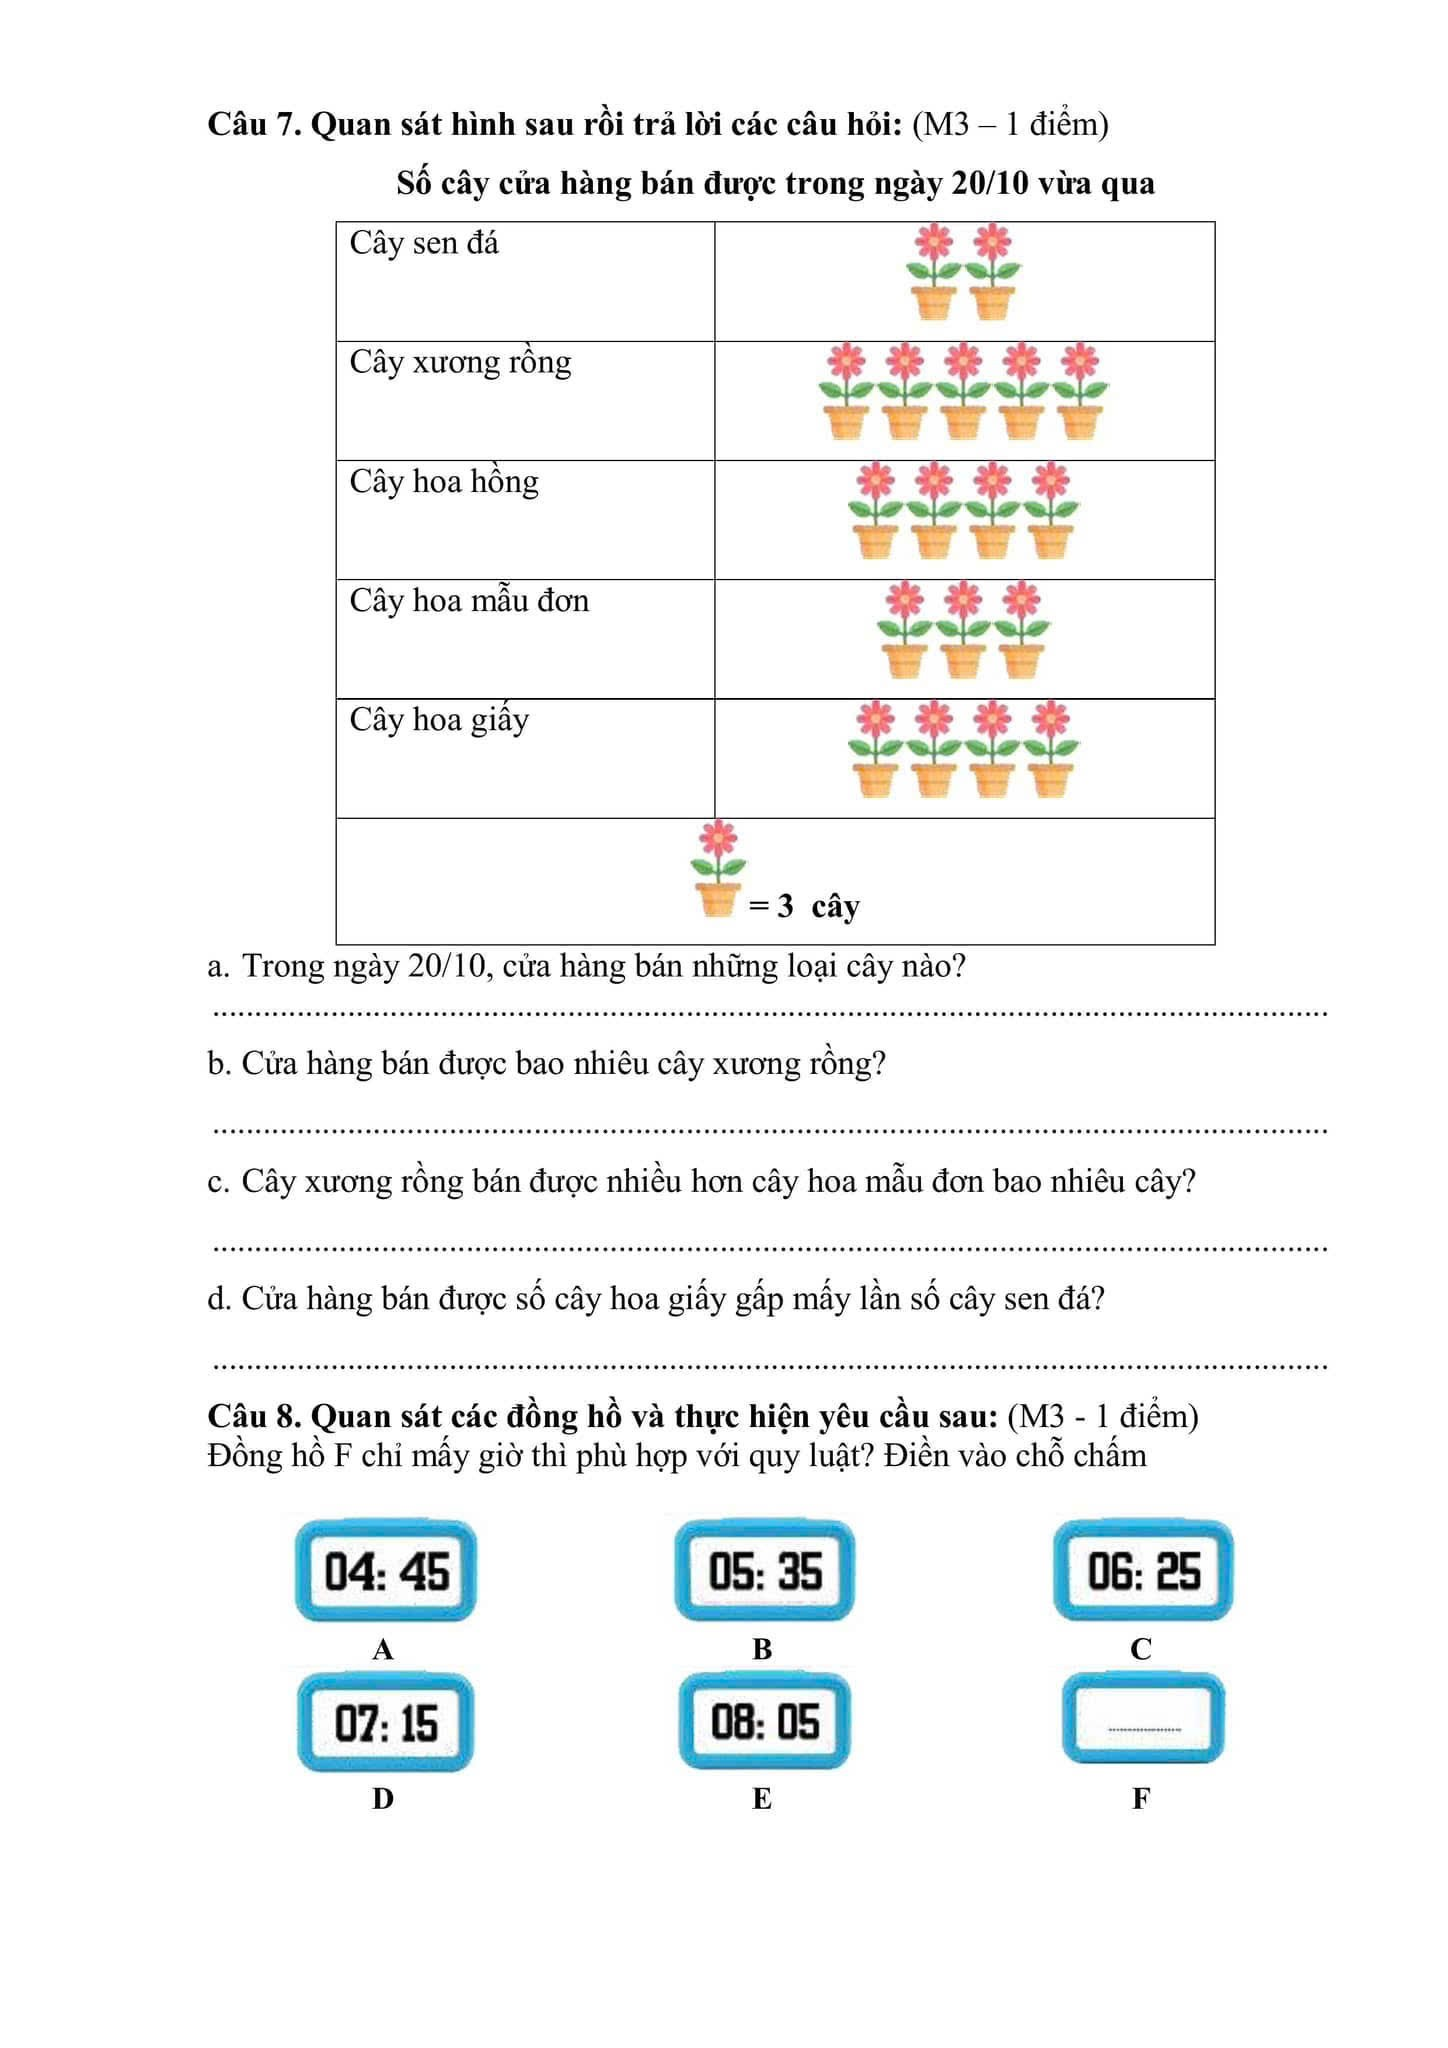 Câu 7. Quan sát hình sau rồi trả lời các câu hỏi: (M3 – 1 điểm)
Số cây cửa hàng bán được trong ngày 20/10 vừa qua
Cây sen đá
Cây xương rồng
Cây hoa hồng
Cây hoa mẫu đơn
Cây hoa giấy
= 3 cây
a. Trong ngày 20/10, cửa hàng bán những loại cây nào?
b. Cửa hàng bán được bao nhiêu cây xương rồng?
c. Cây xương rồng bán được nhiều hơn cây hoa mẫu đơn bao nhiêu cây?
d. Cửa hàng bán được số cây hoa giấy gấp mấy lần số cây sen đá?
Câu 8. Quan sát các đồng hồ và thực hiện yêu cầu sau: (M3 - 1 điểm)
Đồng hồ F chỉ mấy giờ thì phù hợp với quy luật? Điền vào chỗ chấm
04: 45 05: 35 06: 25
A B C
07: 15 08: 05
D E F